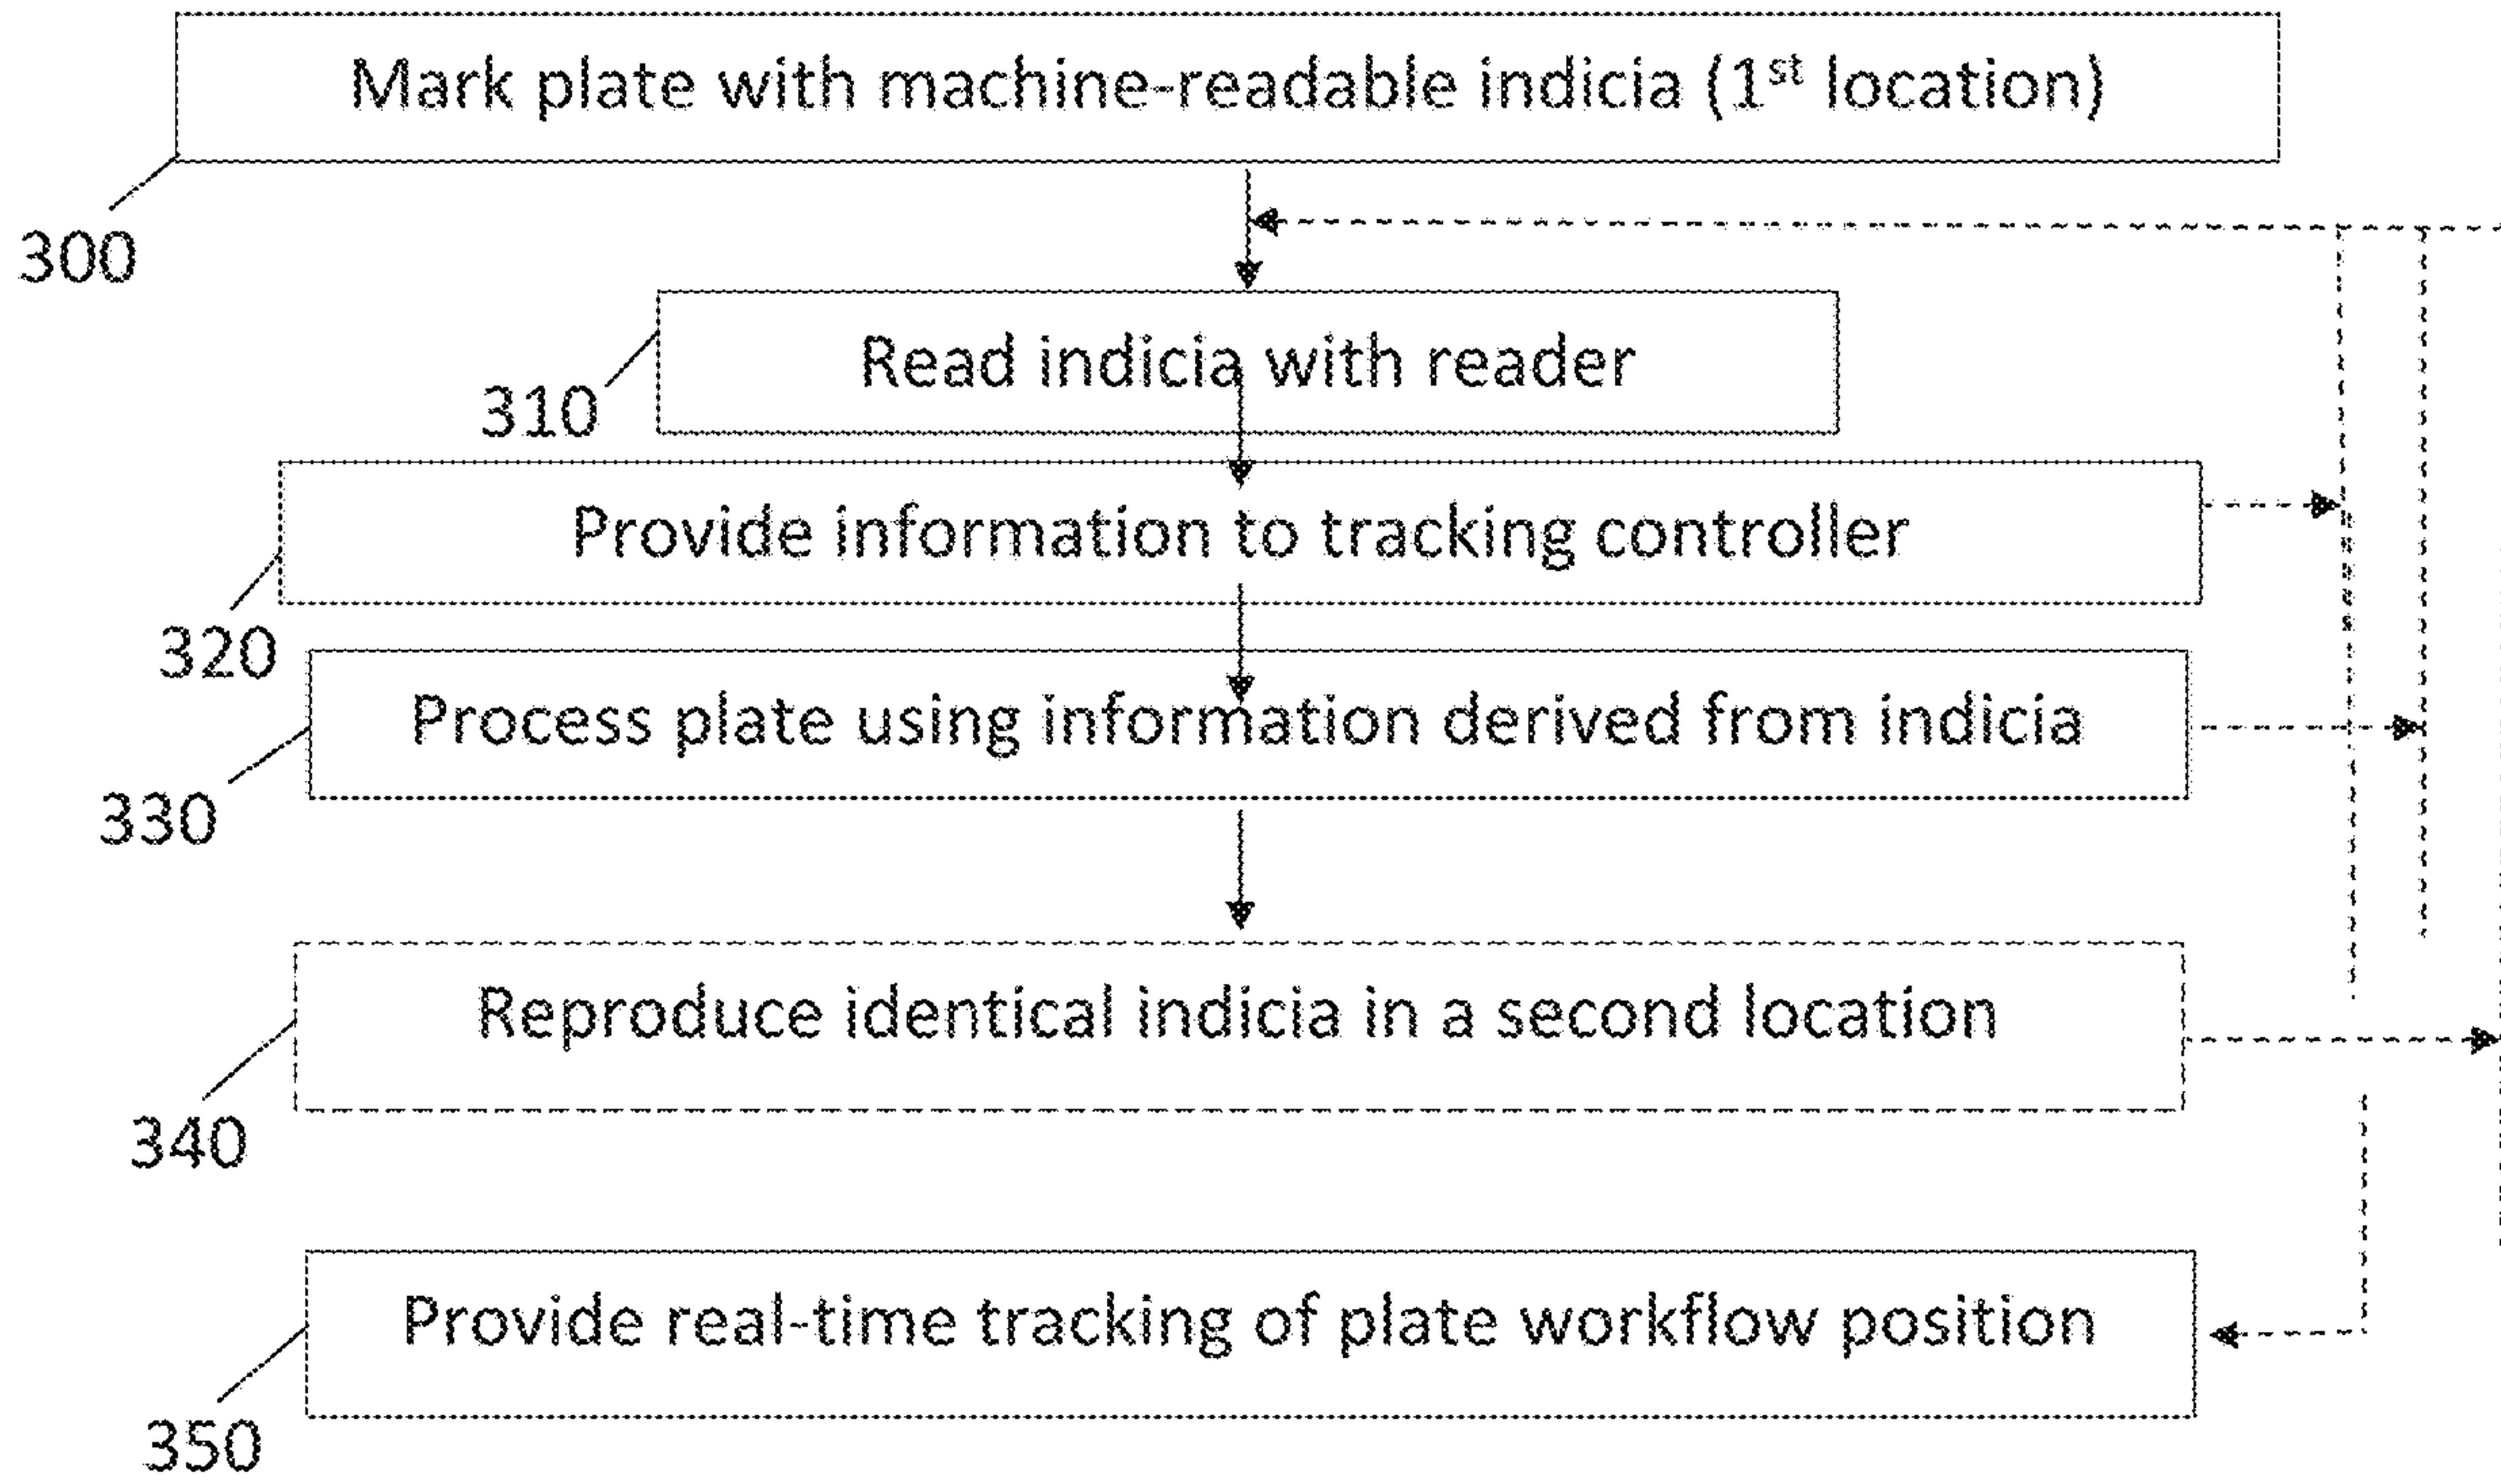 Mark plate with machine-readable indicia (1st location)
300
Read indicia with reader
310
Provide information to tracking controller
320
Process plate using information derived from indicia
330
Reproduce identical indicia in a second location
340
Provide real-time tracking of plate workflow position
350